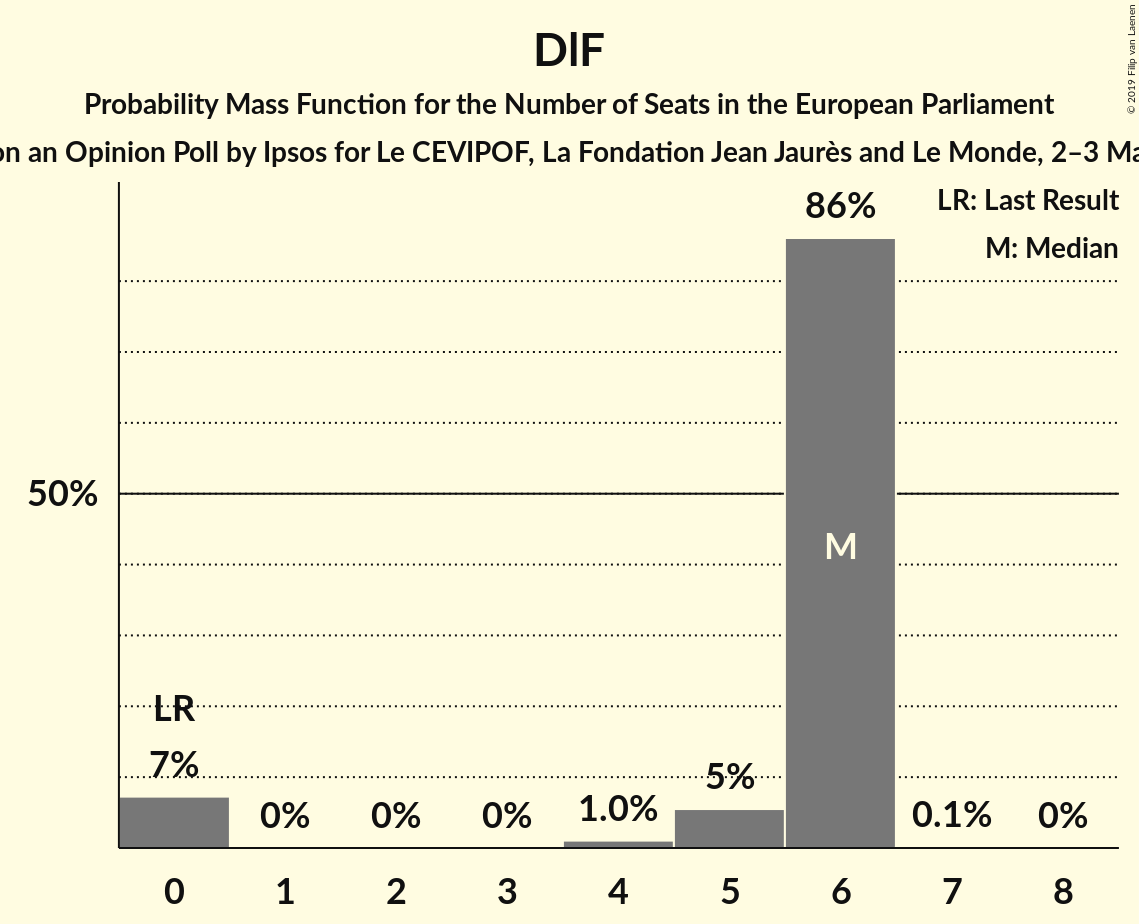 DlF
Probability Mass Function for the Number of Seats in the European Parliament
on an Opinion Poll by Ipsos for Le CEVIPOF, La Fondation Jean Jaurès and Le Monde, 2–3 Ma
© 2019 Filip van Laenen
LR: Last Result
M: Median
86%
50%
M
LR
7%
0%
0%
0%
1.0%
5%
0.1%
0%
0 1 2 3 4 5 6 7 8